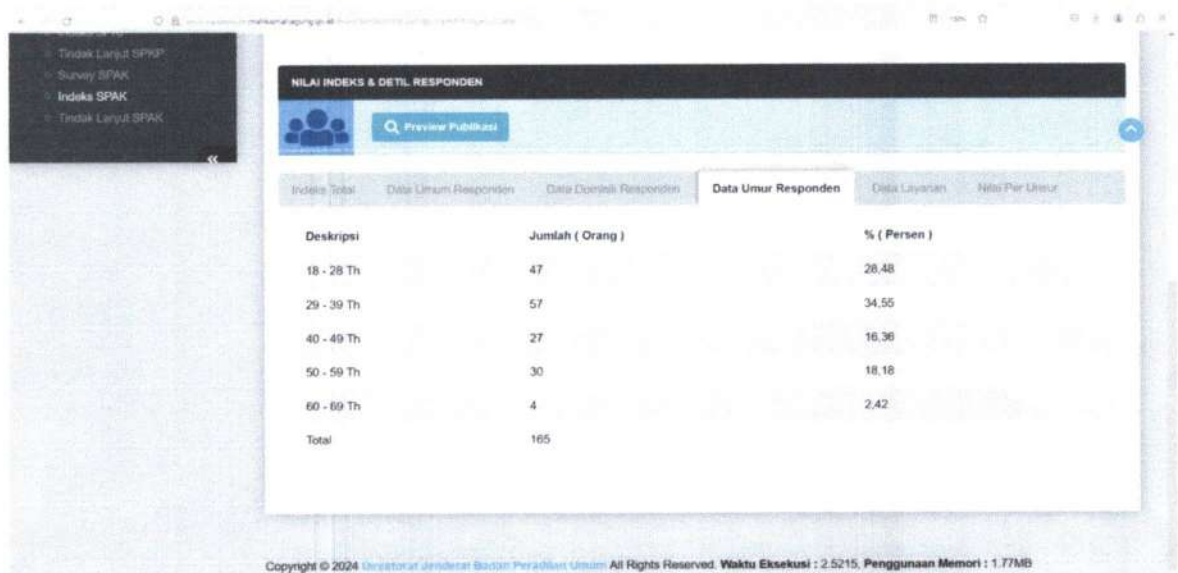 Tindak Lanjut SPKP
Survey SPAK
Indeks SPAK
Tindak Lanjut SPAK
NILAI INDEKS & DETIL RESPONDEN
Preview Publikasi
Indeks Total Data Umum Responden Data Dominik Responden Data Umur Responden Data Layanan Nilai Per Unsur
Deskripsi Jumlah ( Orang ) % ( Persen )
18 - 28 Th 47 28,48
29 - 39 Th 57 34,55
40 - 49 Th 27 16,36
50 - 59 Th 30 18,18
60 - 69 Th 4 2,42
Total 165
Copyright © 2024 Direktorat Jenderal Badan Peradilan Umum All Rights Reserved. Waktu Eksekusi : 2.5215, Penggunaan Memori : 1.77MB